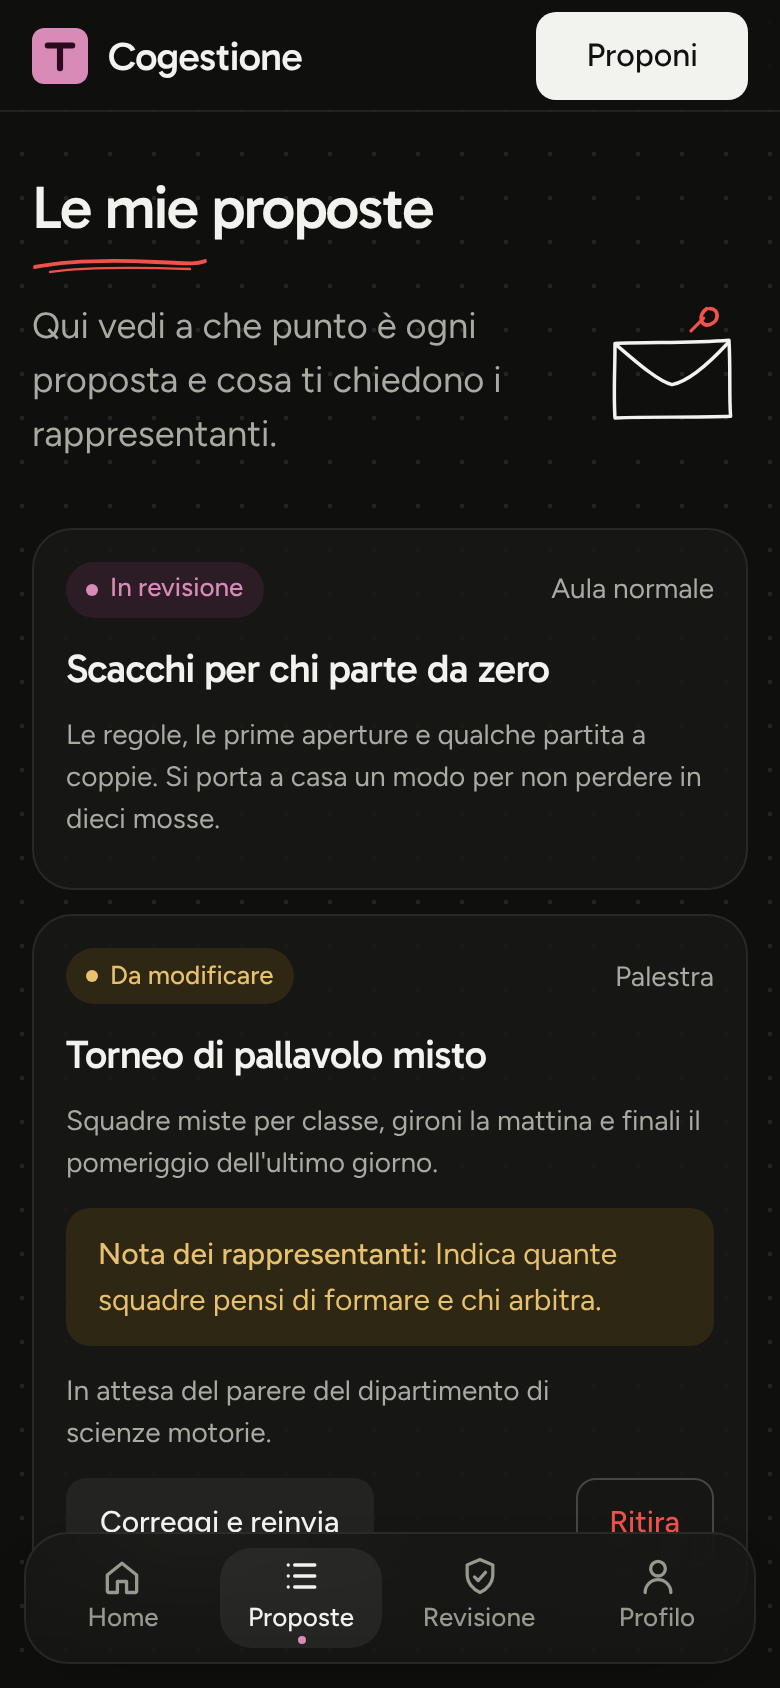 T Cogestione
Proponi
Le mie proposte
Qui vedi a che punto è ogni
proposta e cosa ti chiedono i
rappresentanti.
In revisione
Aula normale
Scacchi per chi parte da zero
Le regole, le prime aperture e qualche partita a
coppie. Si porta a casa un modo per non perdere in
dieci mosse.
Da modificare
Palestra
Torneo di pallavolo misto
Squadre miste per classe, gironi la mattina e finali il
pomeriggio dell'ultimo giorno.
Nota dei rappresentanti: Indica quante
squadre pensi di formare e chi arbitra.
In attesa del parere del dipartimento di
scienze motorie.
Correggi e reinvia
Ritira
Home
Proposte
Revisione
Profilo